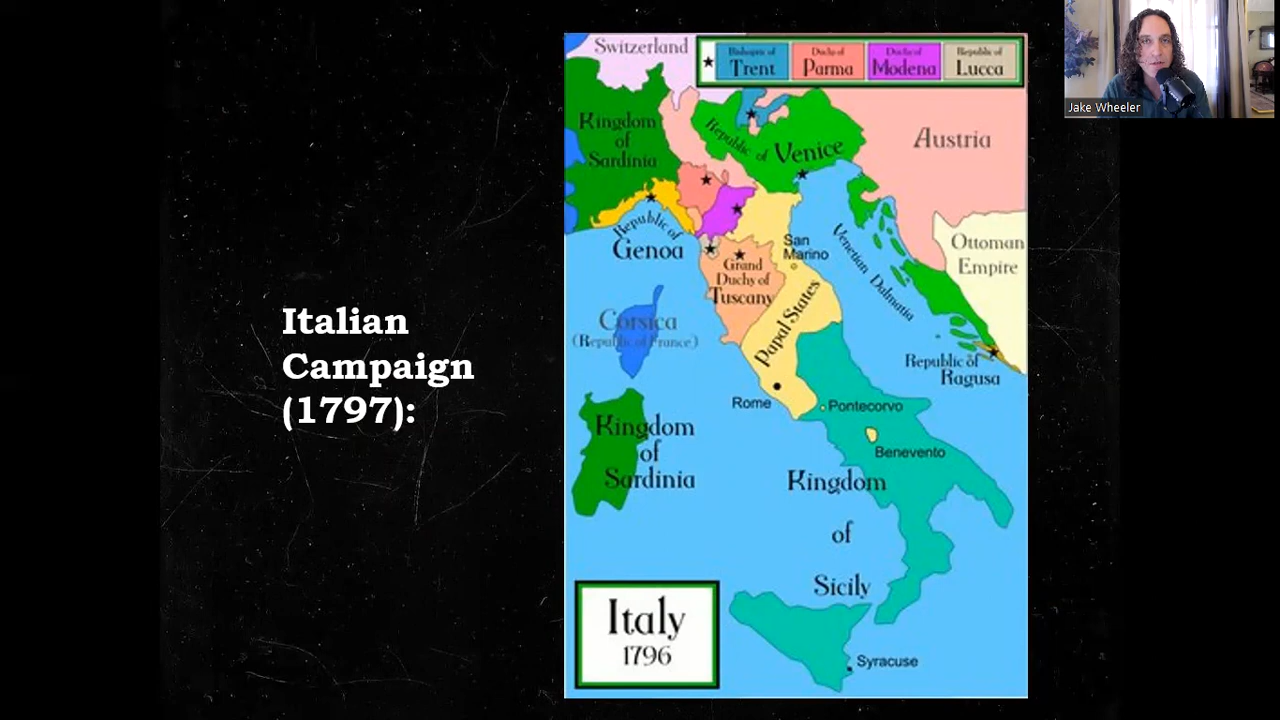 Italian
Campaign
(1797):
Switzerland
Bishopric of
Trent
Duchy of
Parma
Duchy of
Modena
Republic of
Lucca
Kingdom
of
Sardinia
Republic of
Venice
Austria
Republic of
Genoa
San
Marino
Grand
Duchy of
Tuscany
Venetian Dalmatia
Ottoman
Empire
Corsica
(Republic of France)
Papal States
Republic of
Ragusa
Rome
Pontecorvo
Benevento
Kingdom
of
Sardinia
Kingdom
of
Sicily
Italy
1796
Syracuse
Jake Wheeler